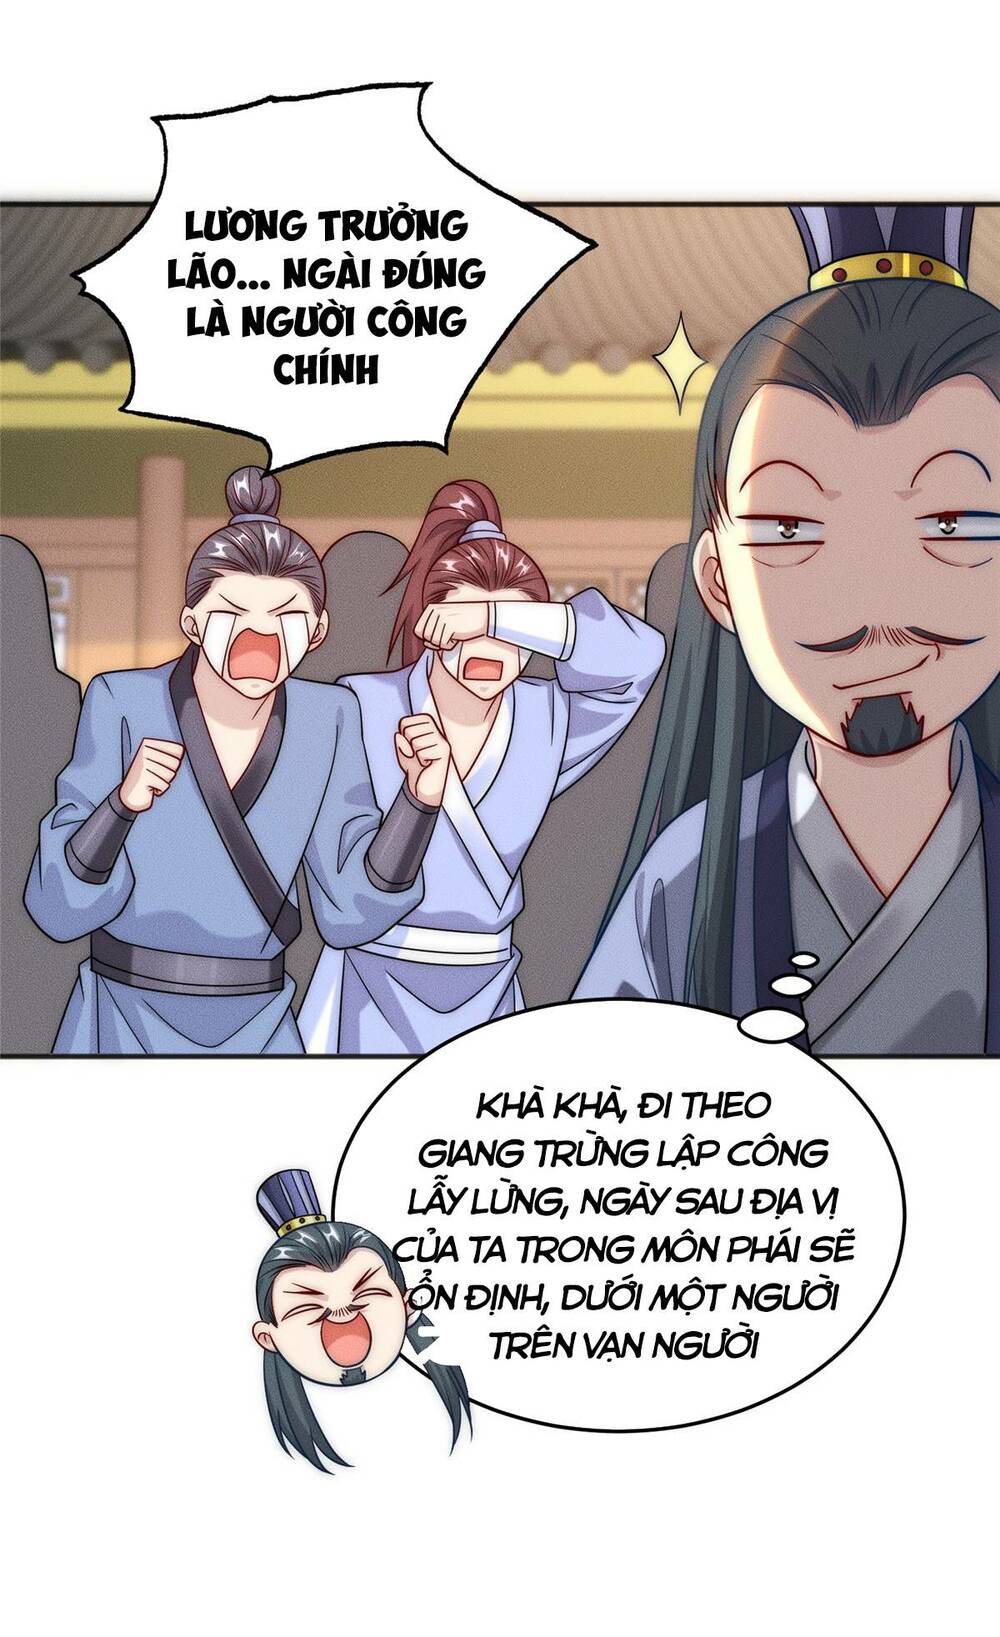 LƯƠNG TRƯỞNG
LÃO... NGÀI ĐÚNG
LÀ NGƯỜI CÔNG
CHÍNH
KHÀ KHÀ, ĐI THEO
GIANG TRỪNG LẬP CÔNG
LẪY LỪNG, NGÀY SAU ĐỊA VỊ
CỦA TA TRONG MÔN PHÁI SẼ
ỔN ĐỊNH, DƯỚI MỘT NGƯỜI
TRÊN VẠN NGƯỜI